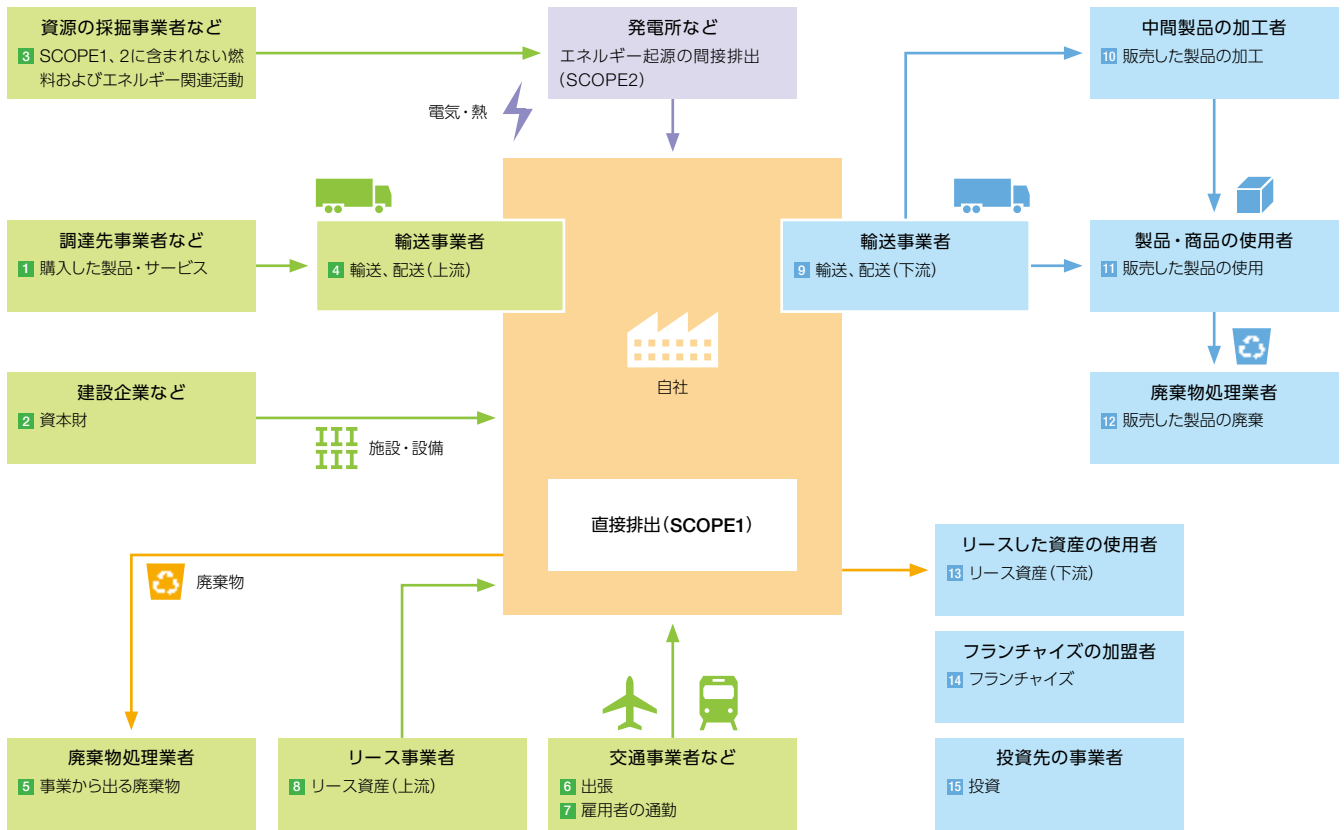 資源の採掘事業者など
3 SCOPE1、2に含まれない燃
料およびエネルギー関連活動
発電所など
エネルギー起源の間接排出
(SCOPE2)
電気・熱
中間製品の加工者
10 販売した製品の加工
調達先事業者など
1 購入した製品・サービス
輸送事業者
4 輸送、配送(上流)
輸送事業者
9 輸送、配送(下流)
製品・商品の使用者
11 販売した製品の使用
自社
建設企業など
2 資本財
施設・設備
廃棄物処理業者
12 販売した製品の廃棄
直接排出(SCOPE1)
リースした資産の使用者
13 リース資産(下流)
廃棄物
フランチャイズの加盟者
14 フランチャイズ
廃棄物処理業者
5 事業から出る廃棄物
リース事業者
8 リース資産(上流)
交通事業者など
6 出張
7 雇用者の通勤
投資先の事業者
15 投資